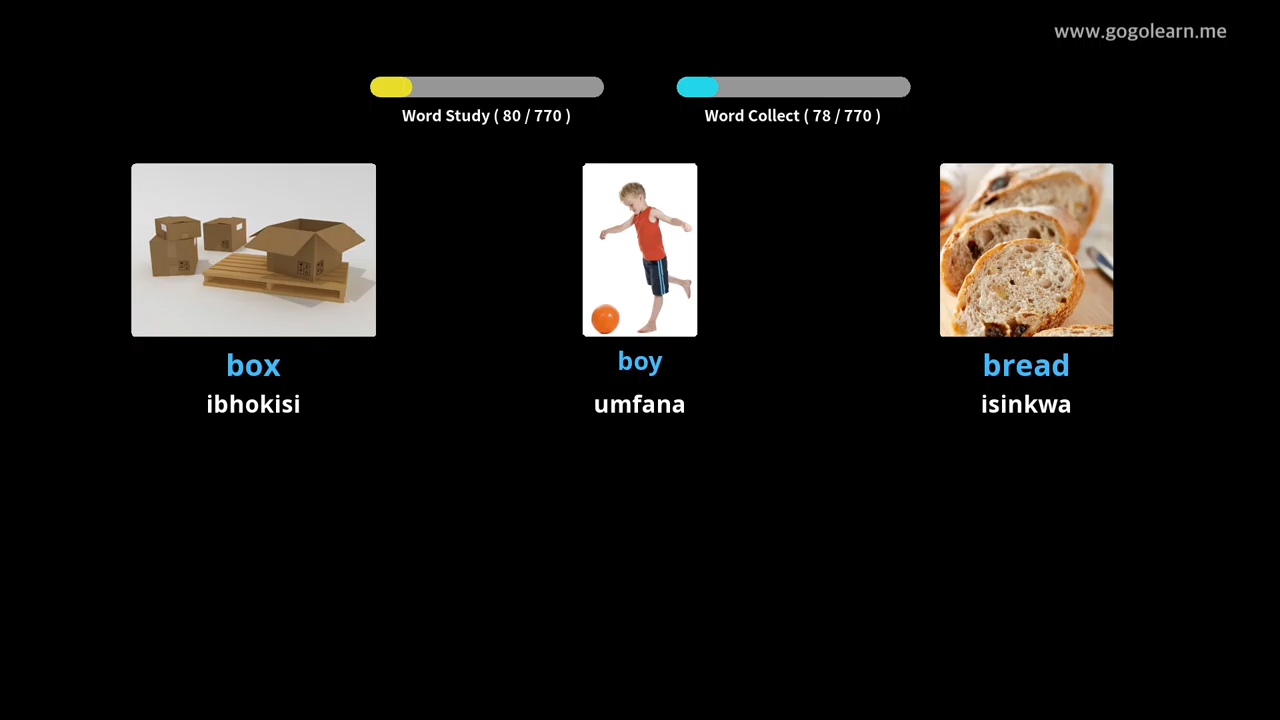 www.gogolearn.me
Word Study ( 80 / 770 )
Word Collect ( 78 / 770 )
box
ibhokisi
boy
umfana
bread
isinkwa